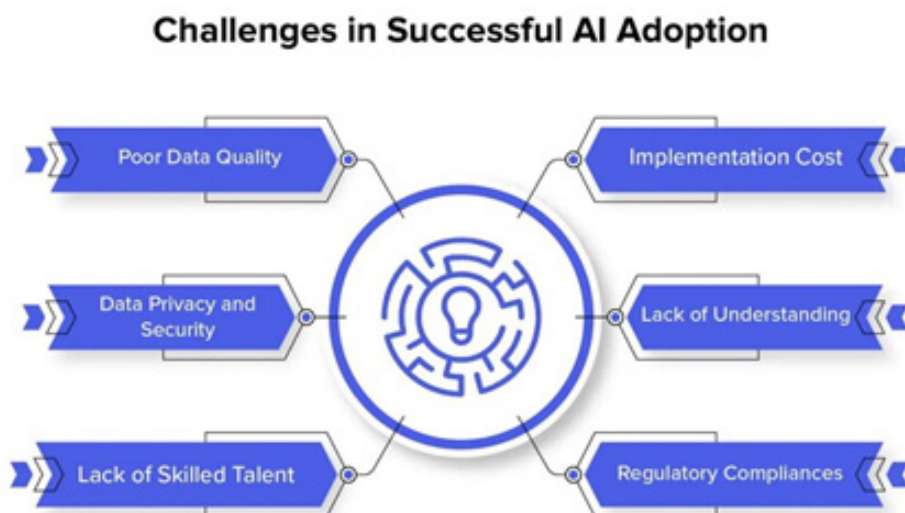 Challenges in Successful AI Adoption
Poor Data Quality
Implementation Cost
Data Privacy and
Security
Lack of Understanding
Lack of Skilled Talent
Regulatory Compliances